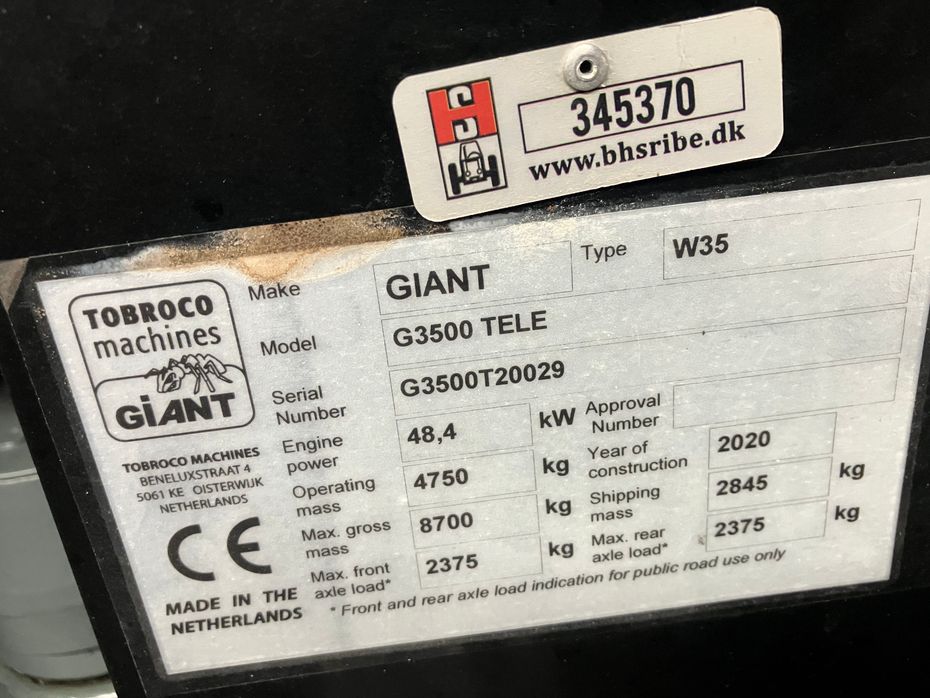 HS
345370
www.bhsribe.dk
TOBROCO
machines
GiANT
TOBROCO MACHINES
BENELUXSTRAAT 4
5061 KE OISTERWIJK
NETHERLANDS
CE
MADE IN THE
NETHERLANDS
Make GIANT Type W35
Model G3500 TELE
Serial Number G3500T20029
Approval Number
Engine power 48,4 kW Year of construction 2020
Operating mass 4750 kg Shipping mass 2845 kg
Max. gross mass 8700 kg Max. rear axle load* 2375 kg
Max. front axle load* 2375 kg
* Front and rear axle load indication for public road use only